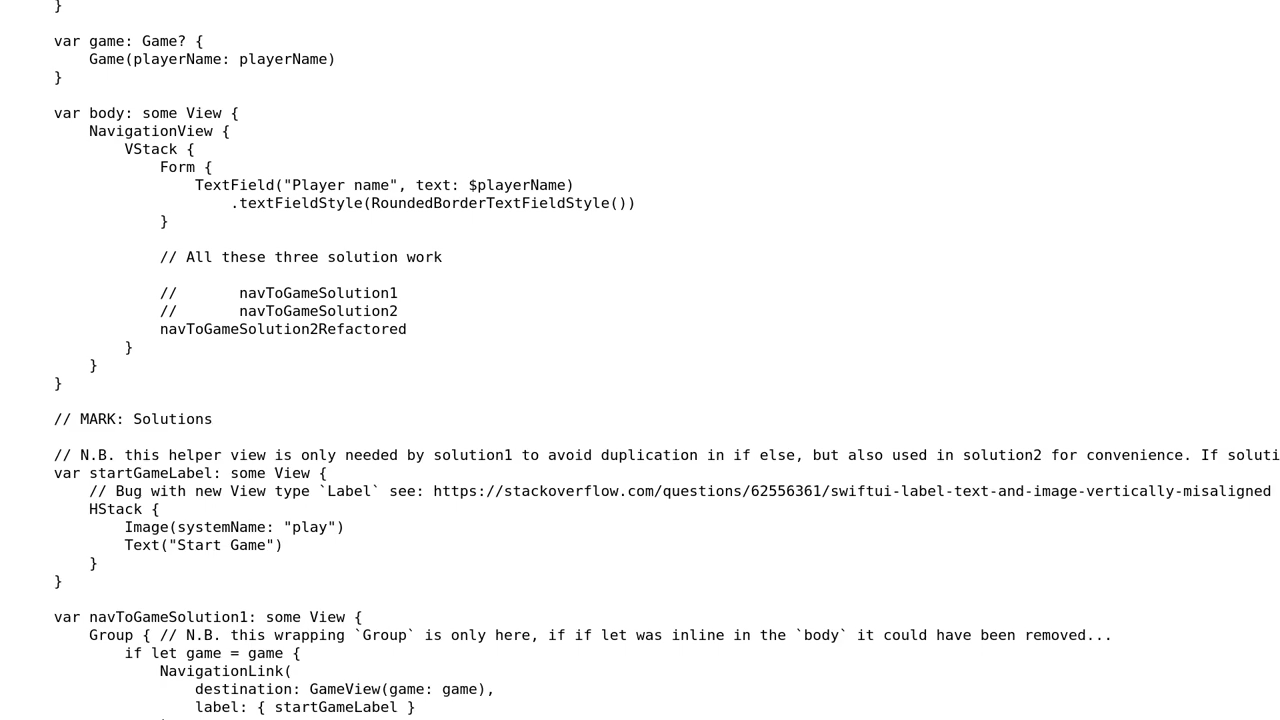 }
var game: Game? {
Game(playerName: playerName)
}
var body: some View {
NavigationView {
VStack {
Form {
TextField("Player name", text: $playerName)
.textFieldStyle(RoundedBorderTextFieldStyle())
}
// All these three solution work
// navToGameSolution1
// navToGameSolution2
navToGameSolution2Refactored
}
}
}
// MARK: Solutions
// N.B. this helper view is only needed by solution1 to avoid duplication in if else, but also used in solution2 for convenience. If soluti
var startGameLabel: some View {
// Bug with new View type `Label` see: https://stackoverflow.com/questions/62556361/swiftui-label-text-and-image-vertically-misaligned
HStack {
Image(systemName: "play")
Text("Start Game")
}
}
var navToGameSolution1: some View {
Group { // N.B. this wrapping `Group` is only here, if if let was inline in the `body` it could have been removed...
if let game = game {
NavigationLink(
destination: GameView(game: game),
label: { startGameLabel }